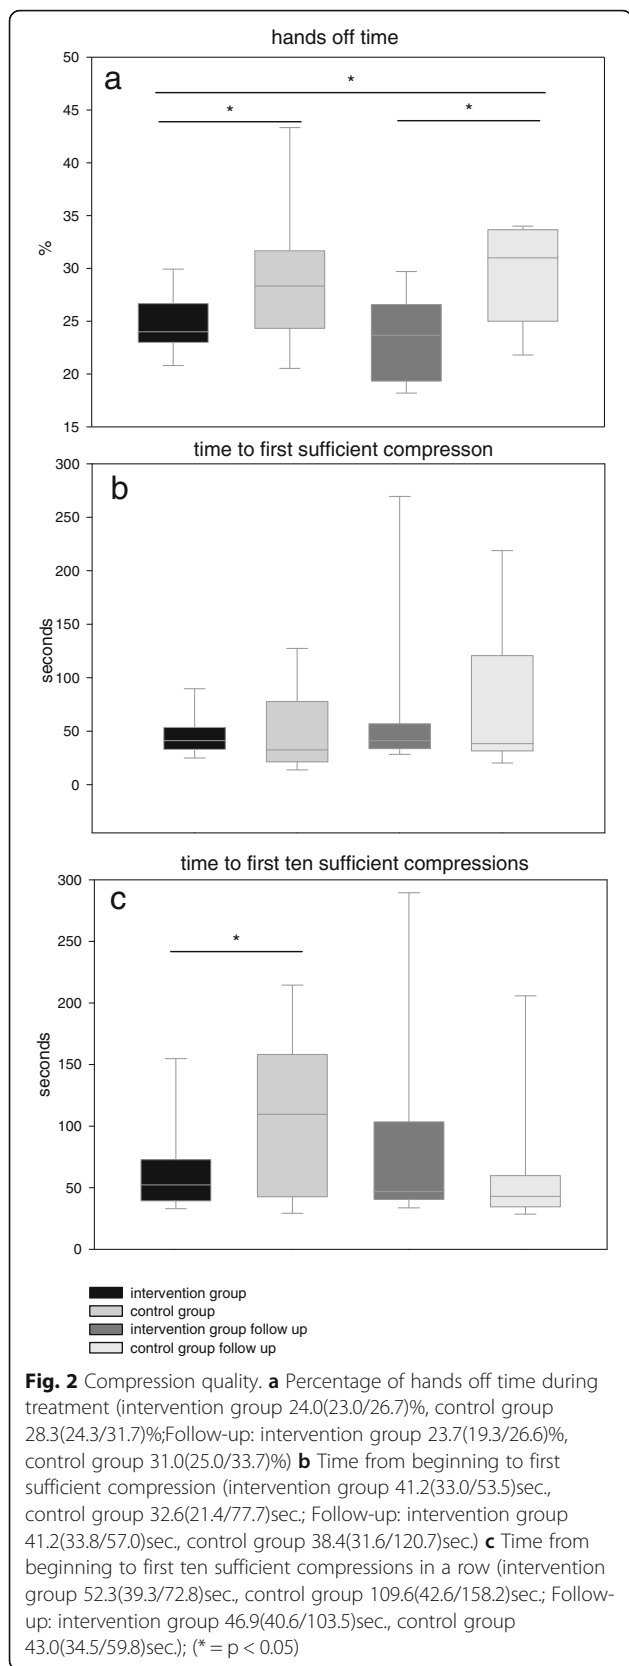 hands off time
a
50
45
40
35
30
25
20
15
%
*
*
*
time to first sufficient compresson
b
300
250
200
150
100
50
0
seconds
time to first ten sufficient compressions
c
300
250
200
150
100
50
0
seconds
*
intervention group
control group
intervention group follow up
control group follow up
Fig. 2 Compression quality. a Percentage of hands off time during
treatment (intervention group 24.0(23.0/26.7)%, control group
28.3(24.3/31.7)%;Follow-up: intervention group 23.7(19.3/26.6)%,
control group 31.0(25.0/33.7)%) b Time from beginning to first
sufficient compression (intervention group 41.2(33.0/53.5)sec.,
control group 32.6(21.4/77.7)sec.; Follow-up: intervention group
41.2(33.8/57.0)sec., control group 38.4(31.6/120.7)sec.) c Time from
beginning to first ten sufficient compressions in a row (intervention
group 52.3(39.3/72.8)sec., control group 109.6(42.6/158.2)sec.; Follow-
up: intervention group 46.9(40.6/103.5)sec., control group
43.0(34.5/59.8)sec.); (* = p < 0.05)